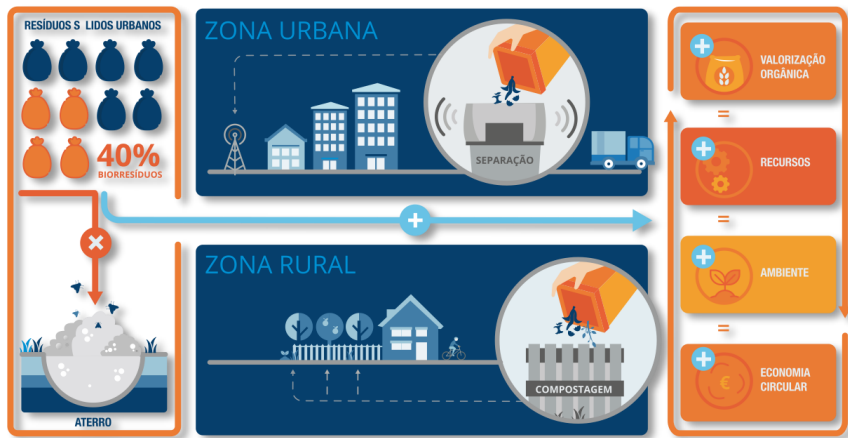 RESÍDUOS S LIDOS URBANOS
40%
BIORRESÍDUOS
ATERRO
ZONA URBANA
SEPARAÇÃO
ZONA RURAL
COMPOSTAGEM
VALORIZAÇÃO
ORGÂNICA
=
RECURSOS
=
AMBIENTE
=
€
ECONOMIA
CIRCULAR